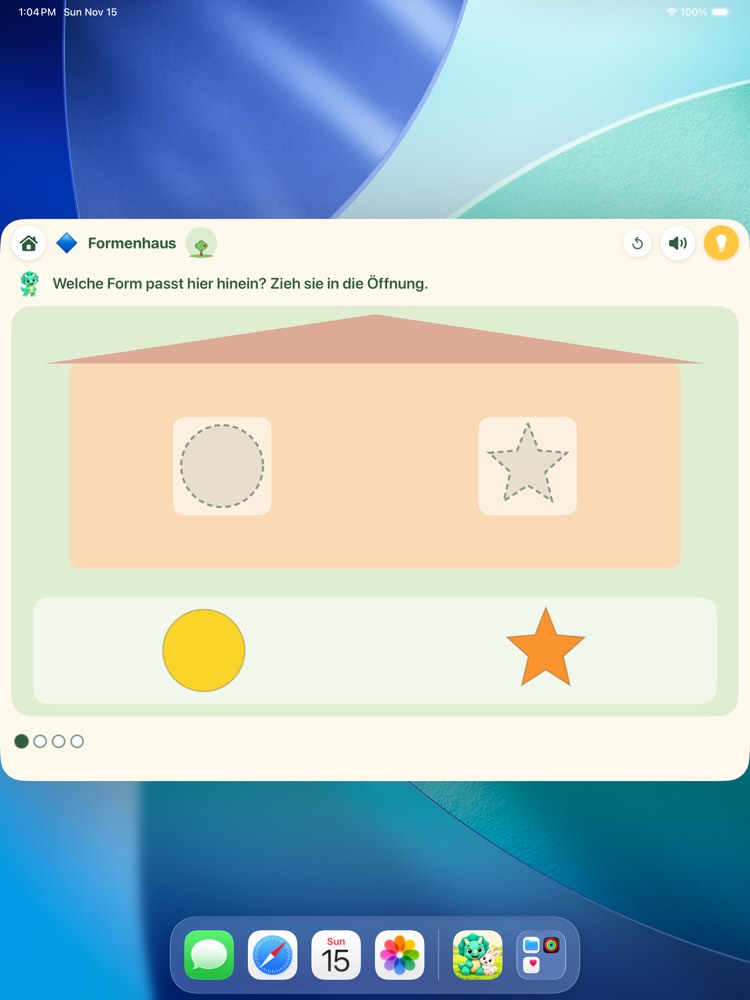 1:04 PM Sun Nov 15
100%
Formenhaus
Welche Form passt hier hinein? Zieh sie in die Öffnung.
Sun
15